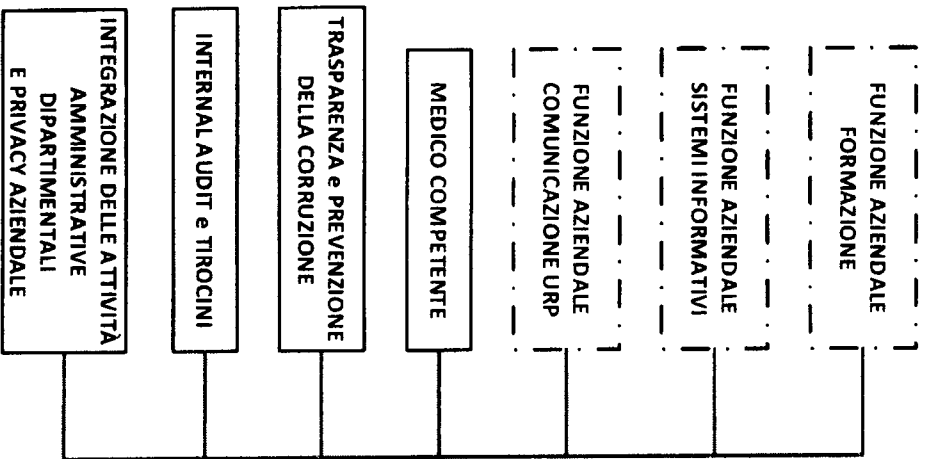 FUNZIONE AZIENDALE
FORMAZIONE
FUNZIONE AZIENDALE
SISTEMI INFORMATIVI
FUNZIONE AZIENDALE
COMUNICAZIONE URP
MEDICO COMPETENTE
TRASPARENZA e PREVENZIONE
DELLA CORRUZIONE
INTERNAL AUDIT e TIROCINI
INTEGRAZIONE DELLE ATTIVITÀ
AMMINISTRATIVE
DIPARTIMENTALI
E PRIVACY AZIENDALE